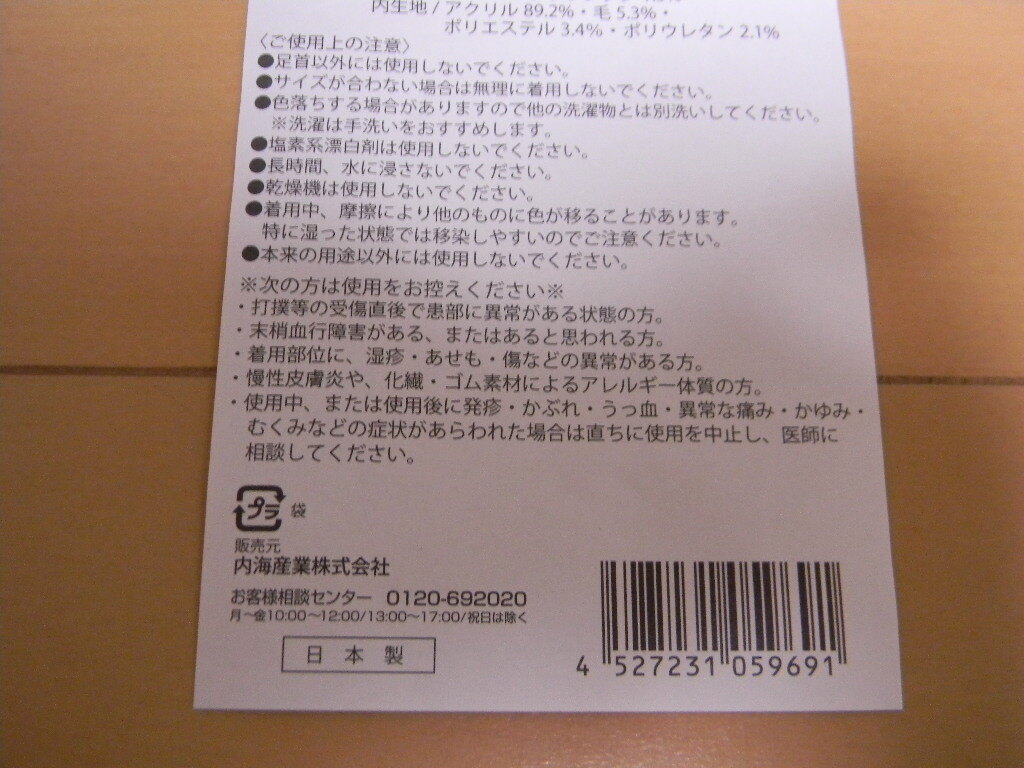 内生地 / アクリル 89.2%・毛 5.3%・
ポリエステル 3.4%・ポリウレタン 2.1%
〈ご使用上の注意〉
●足首以外には使用しないでください。
●サイズが合わない場合は無理に着用しないでください。
●色落ちする場合がありますので他の洗濯物とは別洗いしてください。
※洗濯は手洗いをおすすめします。
●塩素系漂白剤は使用しないでください。
●長時間、水に浸さないでください。
●乾燥機は使用しないでください。
●着用中、摩擦により他のものに色が移ることがあります。
特に湿った状態では移染しやすいのでご注意ください。
●本来の用途以外には使用しないでください。
※次の方は使用をお控えください※
・打撲等の受傷直後で患部に異常がある状態の方。
・末梢血行障害がある、またはあると思われる方。
・着用部位に、湿疹・あせも・傷などの異常がある方。
・慢性皮膚炎や、化繊・ゴム素材によるアレルギー体質の方。
・使用中、または使用後に発疹・かぶれ・うっ血・異常な痛み・かゆみ・
むくみなどの症状があらわれた場合は直ちに使用を中止し、医師に
相談してください。
プラ 袋
販売元
内海産業株式会社
お客様相談センター 0120-692020
月～金10:00～12:00/13:00～17:00/祝日は除く
日本製
4 527231 059691